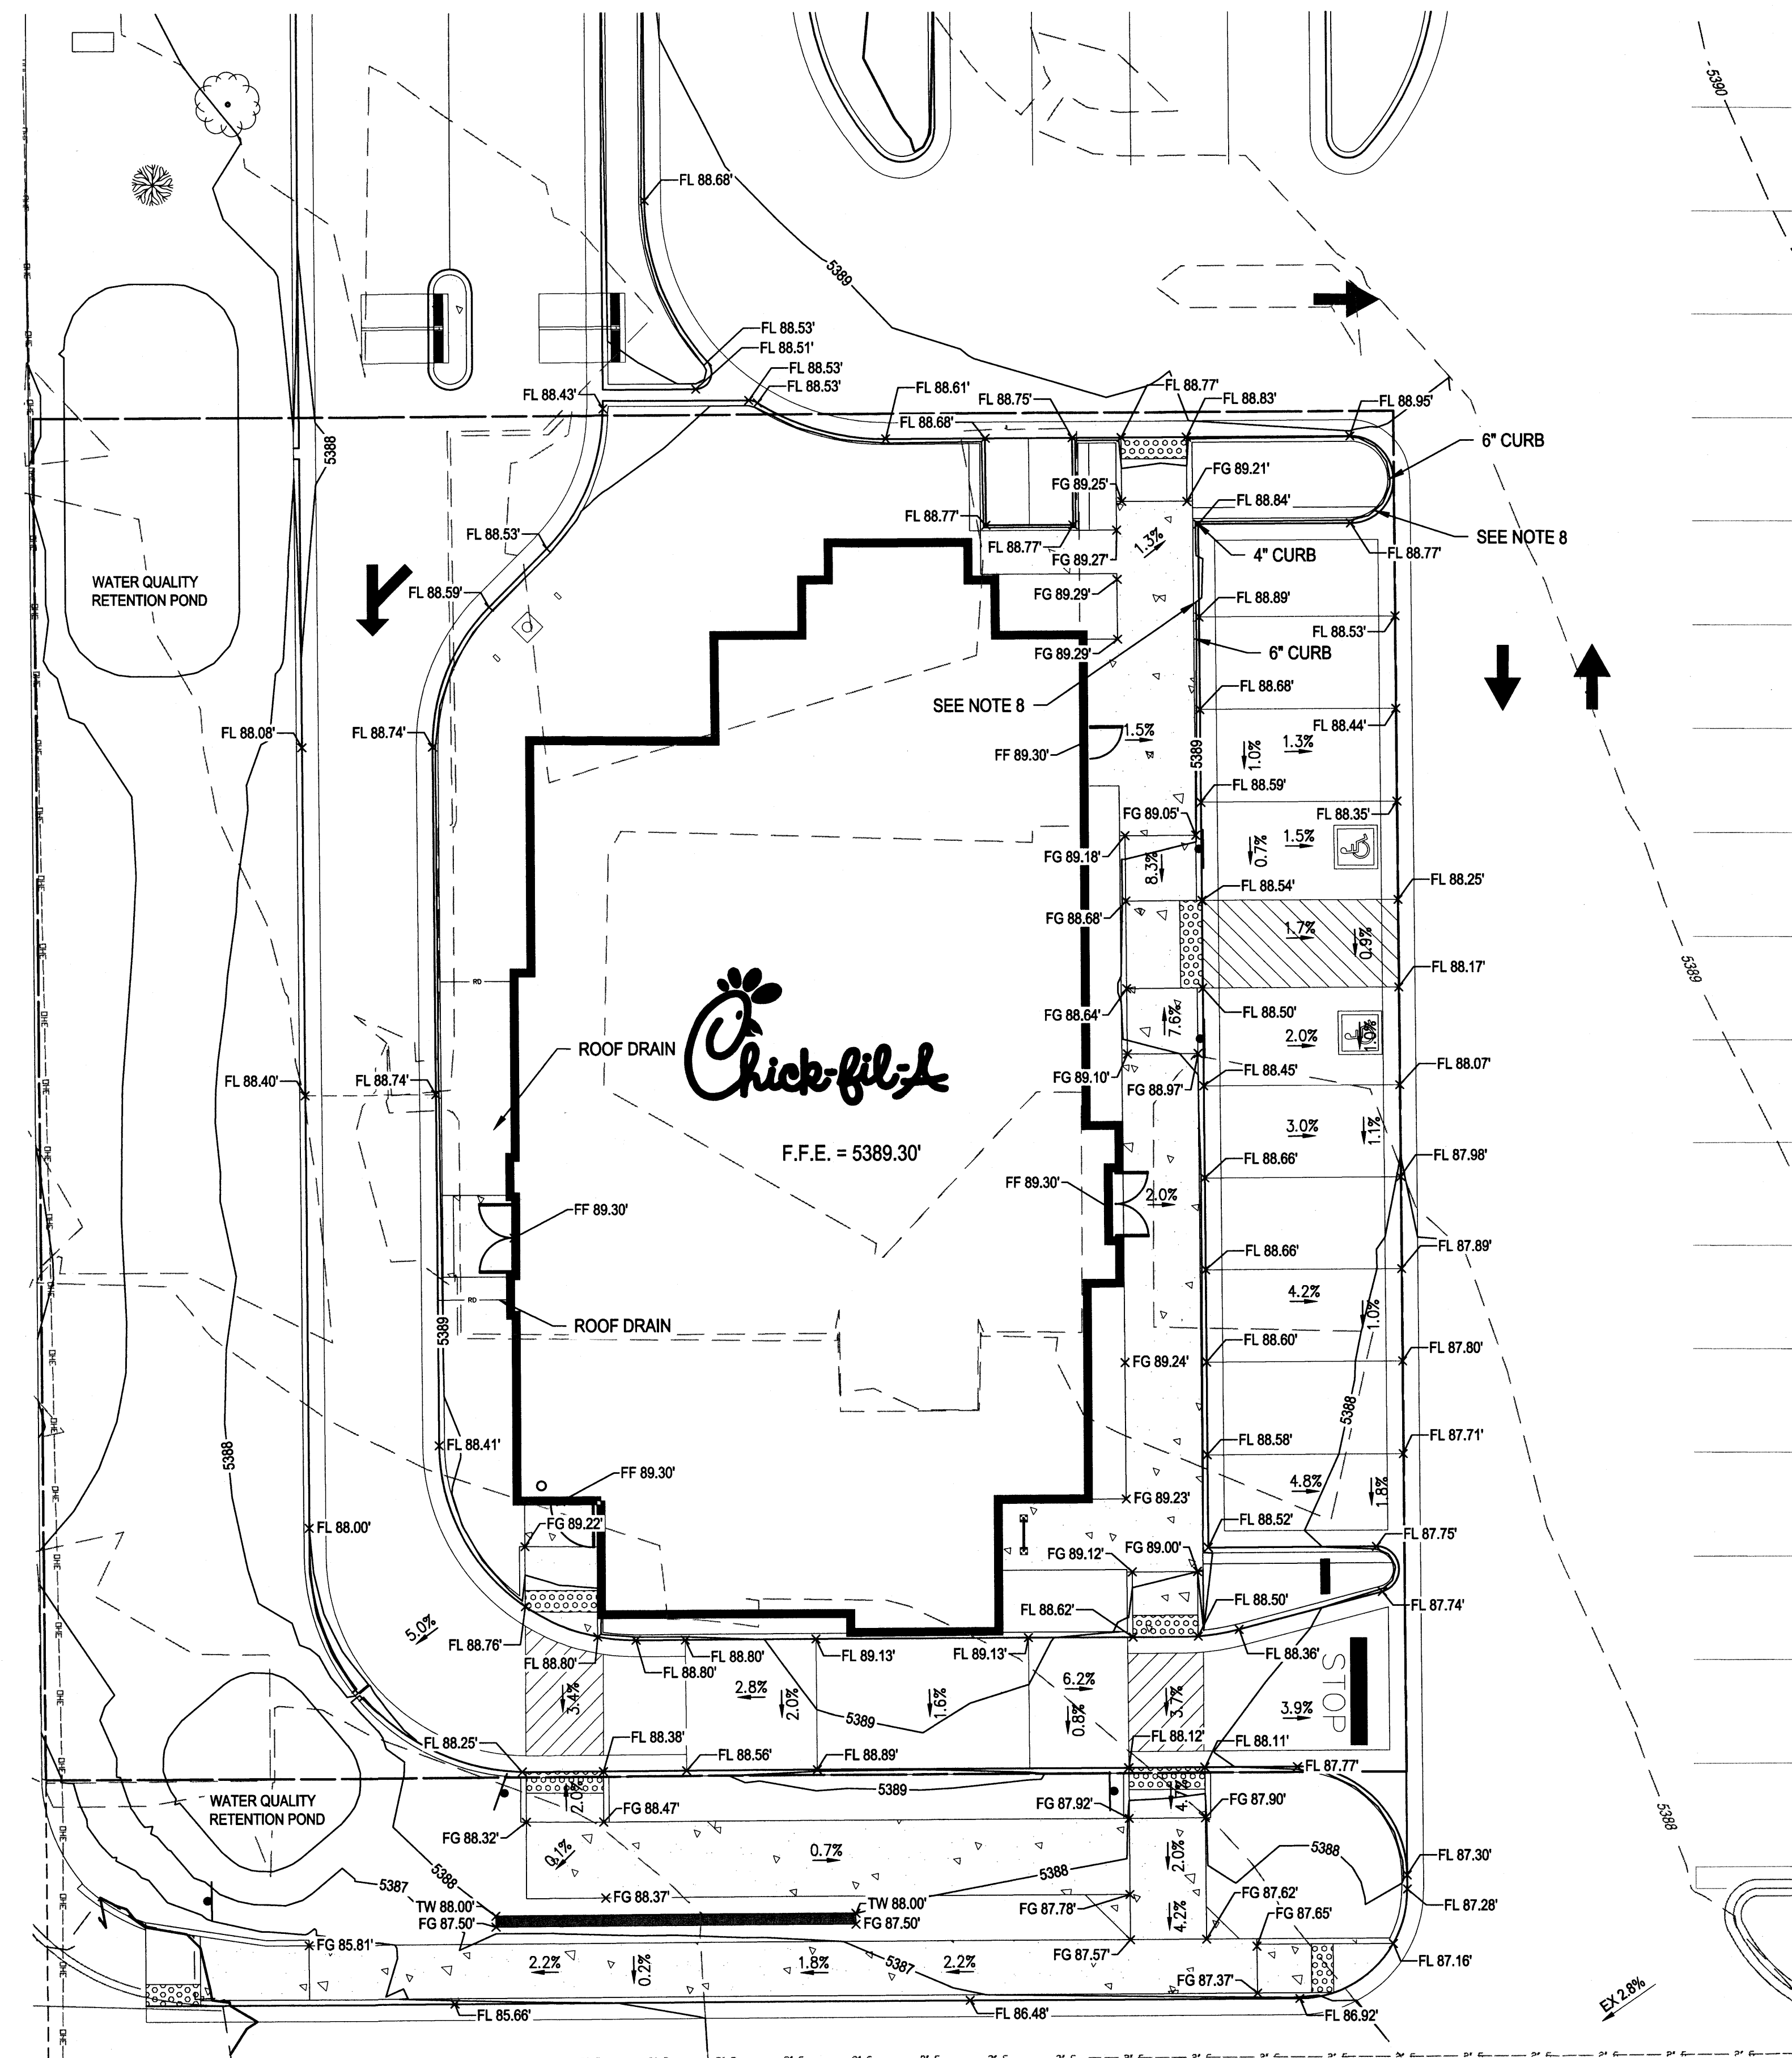 5390
FL 88.68'
5389
FL 88.53'
FL 88.51'
FL 88.53'
FL 88.53'
FL 88.43'
FL 88.61'
FL 88.75'
FL 88.77'
FL 88.83'
FL 88.95'
FL 88.68'
6" CURB
5388
FG 89.25'
FG 89.21'
FL 88.84'
FL 88.77'
FL 88.53'
FL 88.77'
1.3%
SEE NOTE 8
FG 89.27'
4" CURB
FL 88.77'
WATER QUALITY
RETENTION POND
FL 88.59'
FG 89.29'
FL 88.89'
FL 88.53'
FG 89.29'
6" CURB
SEE NOTE 8
FL 88.68'
FL 88.08'
FL 88.74'
FF 89.30'
1.5%
5389
1.0%
1.3%
FL 88.44'
FL 88.59'
FG 89.05'
FL 88.35'
FG 89.18'
8.3%
0.7%
1.5%
FL 88.54'
FL 88.25'
FG 88.68'
1.7%
0.9%
5389
FL 88.17'
RD
FG 88.64'
7.6%
FL 88.50'
2.0%
1.0%
ROOF DRAIN
Chick-fil-A
FL 88.40'
FL 88.74'
FG 89.10'
FG 88.97'
FL 88.45'
FL 88.07'
F.F.E. = 5389.30'
3.0%
1.1%
FL 88.66'
FL 87.98'
FF 89.30'
2.0%
FF 89.30'
FL 88.66'
FL 87.89'
RD
4.2%
1.0%
ROOF DRAIN
5389
FG 89.24'
FL 88.60'
FL 87.80'
5388
5388
FL 88.41'
FL 88.58'
FL 87.71'
FF 89.30'
4.8%
1.8%
FG 89.23'
FL 88.00'
FG 89.22'
FL 88.52'
FL 87.75'
FG 89.12'
FG 89.00'
FL 88.62'
FL 88.50'
FL 87.74'
5.0%
FL 88.76'
FL 88.80'
FL 88.80'
FL 88.80'
FL 89.13'
FL 89.13'
FL 88.36'
STOP
3.4%
2.8%
2.0%
1.6%
6.2%
0.8%
3.7%
3.9%
5389
FL 88.25'
FL 88.38'
FL 88.56'
FL 88.89'
FL 88.12'
FL 88.11'
FL 87.77'
5389
WATER QUALITY
RETENTION POND
2.0%
FG 88.47'
FG 87.92'
4.7%
FG 87.90'
5388
FG 88.32'
0.1%
0.7%
2.0%
5388
5388
FL 87.30'
5387
5388
FG 88.37'
TW 88.00'
FG 87.50'
TW 88.00'
FG 87.50'
FG 87.78'
FG 87.62'
FG 87.65'
FL 87.28'
4.2%
FG 85.81'
FG 87.57'
2.2%
0.2%
1.8%
5387
2.2%
FG 87.37'
FL 87.16'
FL 85.66'
FL 86.48'
FL 86.92'
EX 2.8%